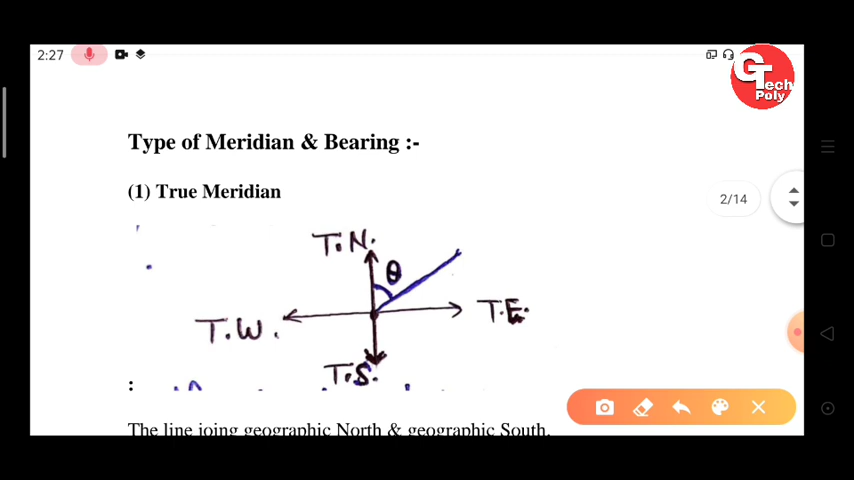 2:27
GTech
Poly
Type of Meridian & Bearing :-
(1) True Meridian
2/14
T.N.
θ
T.W.
T.E.
T.S.
:
The line joing geographic North & geographic South.